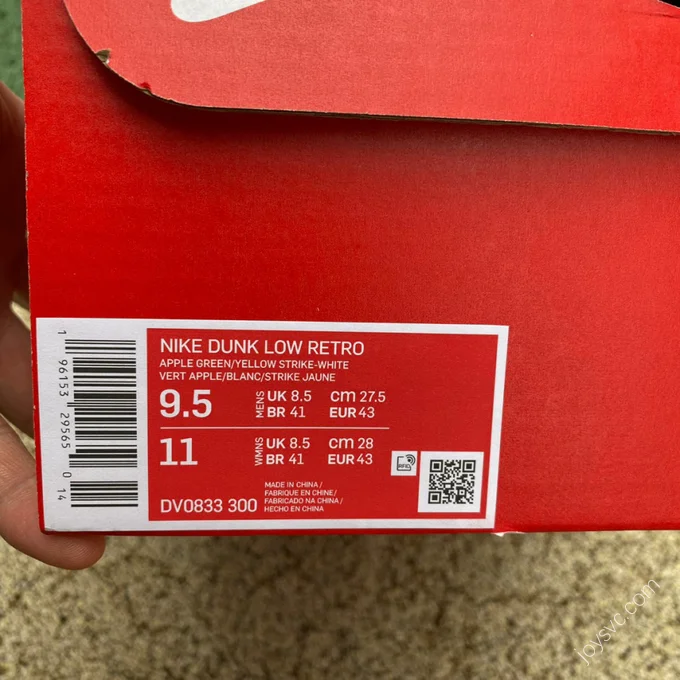 NIKE DUNK LOW RETRO
APPLE GREEN/YELLOW STRIKE-WHITE
VERT APPLE/BLANC/STRIKE JAUNE
9.5 MENS UK 8.5 CM 27.5
BR 41 EUR 43
11 WMNS UK 8.5 CM 28
BR 41 EUR 43
RFID
DV0833 300
MADE IN CHINA /
FABRIQUE EN CHINE /
FABRICADO NA CHINA /
HECHO EN CHINA
1 96153 29565 0 14
joysvc.com